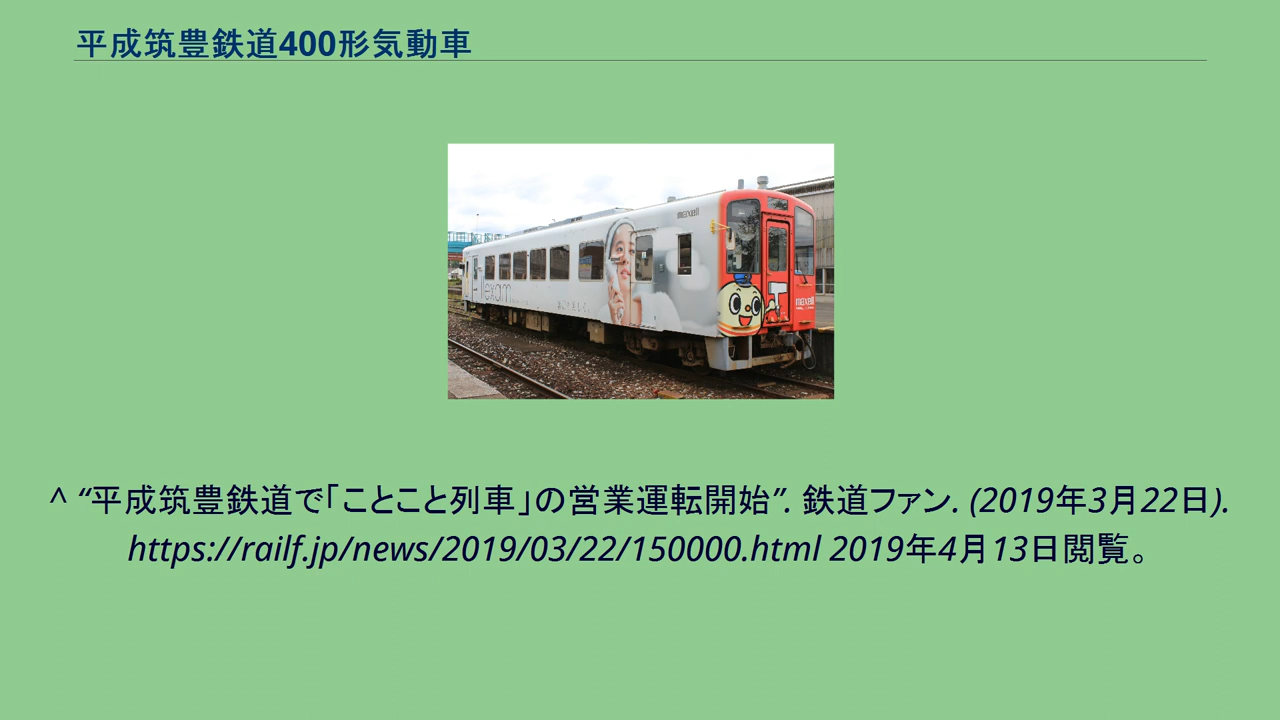 平成筑豊鉄道400形気動車
maxell
exam
maxell
^ “平成筑豊鉄道で「ことこと列車」の営業運転開始”. 鉄道ファン. (2019年3月22日).
https://railf.jp/news/2019/03/22/150000.html 2019年4月13日閲覧。